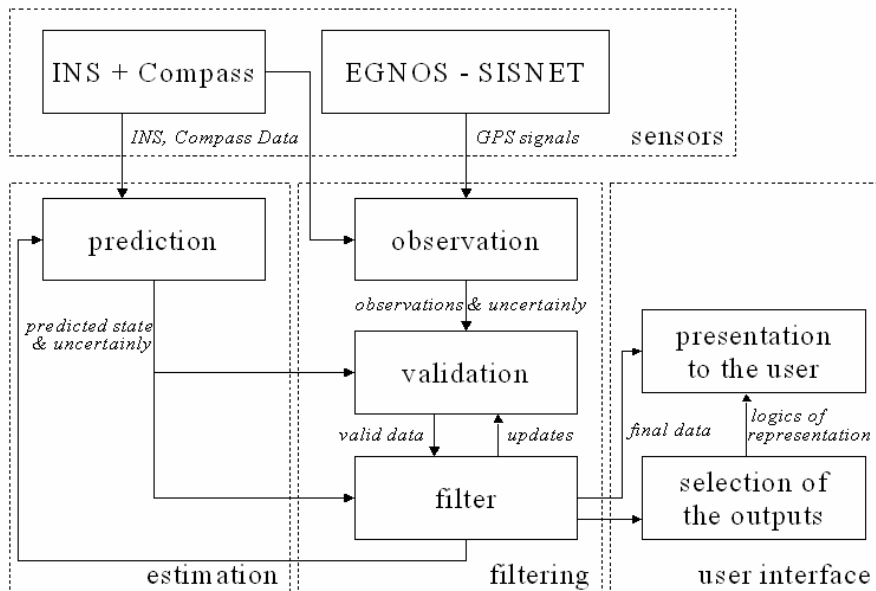 INS + Compass
EGNOS - SISNET
INS, Compass Data
GPS signals
sensors
prediction
observation
predicted state
& uncertainly
observations & uncertainly
validation
presentation
to the user
valid data
updates
final data
logics of
representation
filter
selection of
the outputs
estimation
filtering
user interface